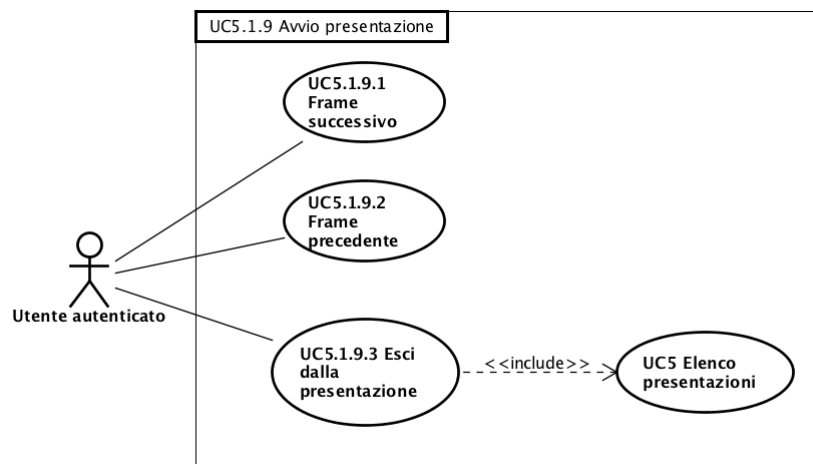 UC5.1.9 Avvio presentazione
UC5.1.9.1
Frame
successivo
UC5.1.9.2
Frame
precedente
Utente autenticato
UC5.1.9.3 Esci
dalla
presentazione
<<include>>
UC5 Elenco
presentazioni